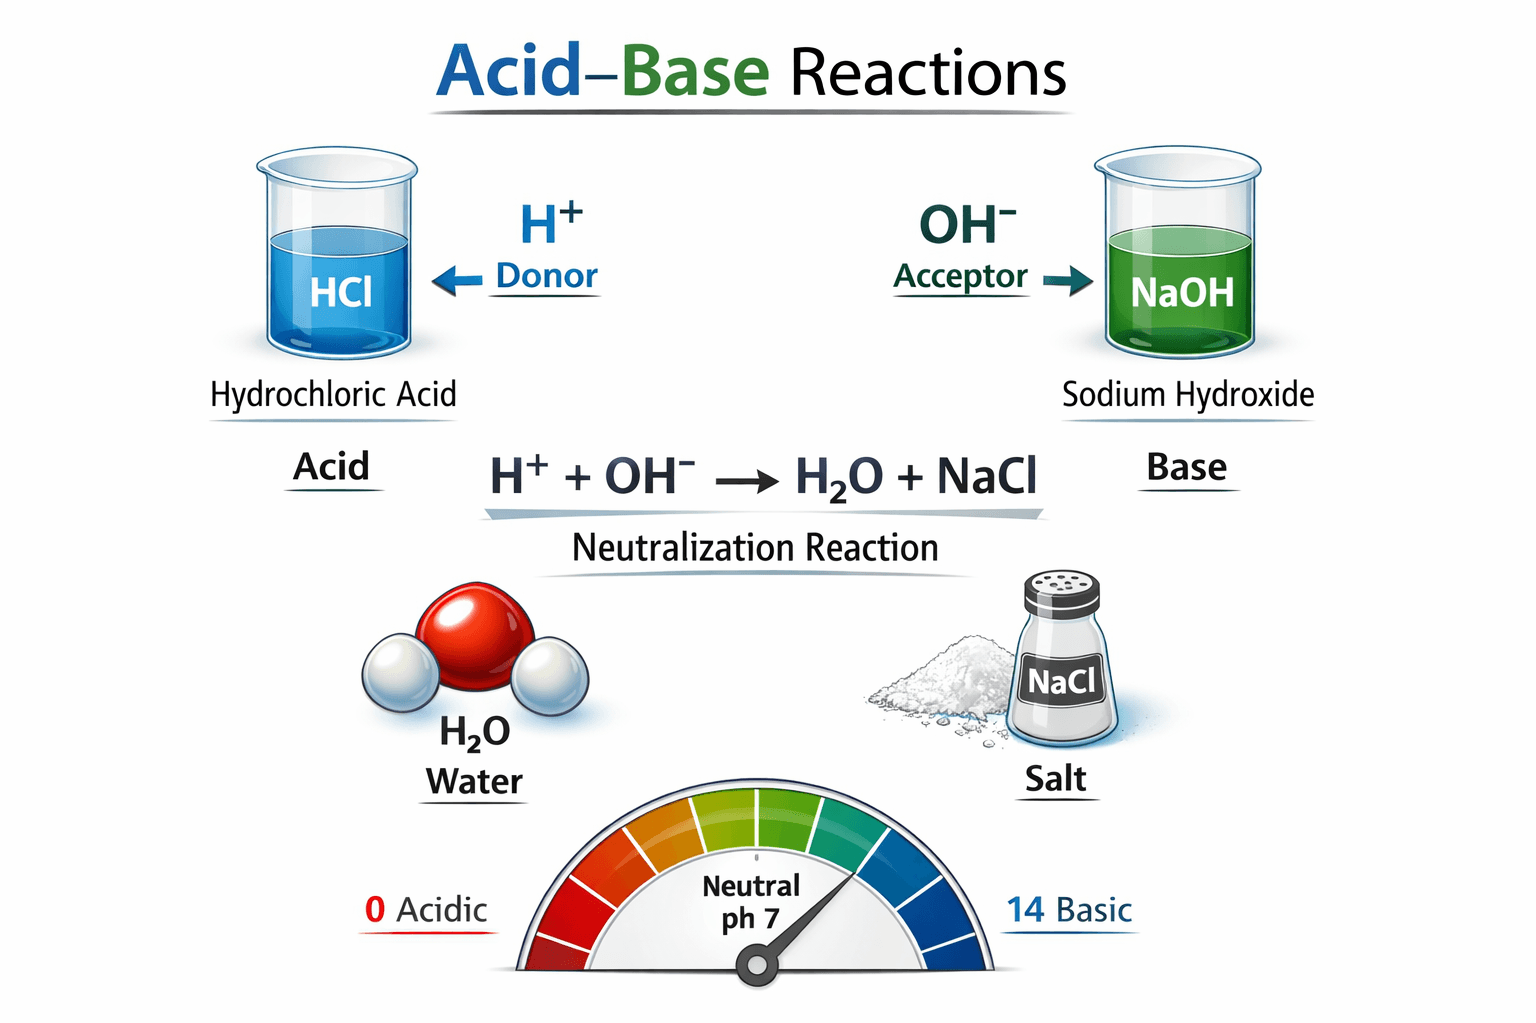 Acid–Base Reactions
HCl
H⁺
Donor
OH⁻
Acceptor
NaOH
Hydrochloric Acid
Sodium Hydroxide
Acid
H⁺ + OH⁻ → H₂O + NaCl
Base
Neutralization Reaction
NaCl
H₂O
Water
Salt
Neutral
ph 7
0 Acidic
14 Basic